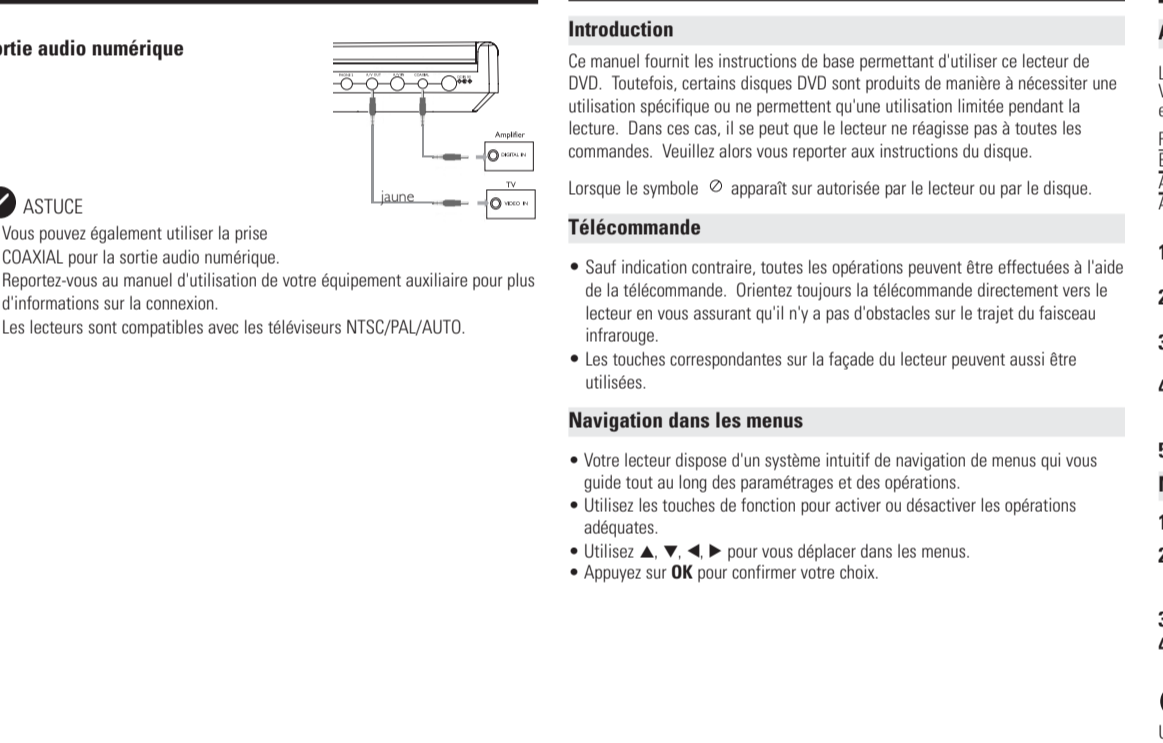 audio numérique
Amplifier
DIGITAL IN
TV
VIDEO IN
jaune
ASTUCE
Vous pouvez également utiliser la prise
COAXIAL pour la sortie audio numérique.
Reportez-vous au manuel d'utilisation de votre équipement auxiliaire pour plus
d'informations sur la connexion.
Les lecteurs sont compatibles avec les téléviseurs NTSC/PAL/AUTO.
Introduction
Ce manuel fournit les instructions de base permettant d'utiliser ce lecteur de
DVD. Toutefois, certains disques DVD sont produits de manière à nécessiter une
utilisation spécifique ou ne permettent qu'une utilisation limitée pendant la
lecture. Dans ces cas, il se peut que le lecteur ne réagisse pas à toutes les
commandes. Veuillez alors vous reporter aux instructions du disque.
Lorsque le symbole ⊘ apparaît sur autorisée par le lecteur ou par le disque.
Télécommande
• Sauf indication contraire, toutes les opérations peuvent être effectuées à l'aide
de la télécommande. Orientez toujours la télécommande directement vers le
lecteur en vous assurant qu'il n'y a pas d'obstacles sur le trajet du faisceau
infrarouge.
• Les touches correspondantes sur la façade du lecteur peuvent aussi être
utilisées.
Navigation dans les menus
• Votre lecteur dispose d'un système intuitif de navigation de menus qui vous
guide tout au long des paramétrages et des opérations.
• Utilisez les touches de fonction pour activer ou désactiver les opérations
adéquates.
• Utilisez ▲, ▼, ◀, ▶ pour vous déplacer dans les menus.
• Appuyez sur OK pour confirmer votre choix.